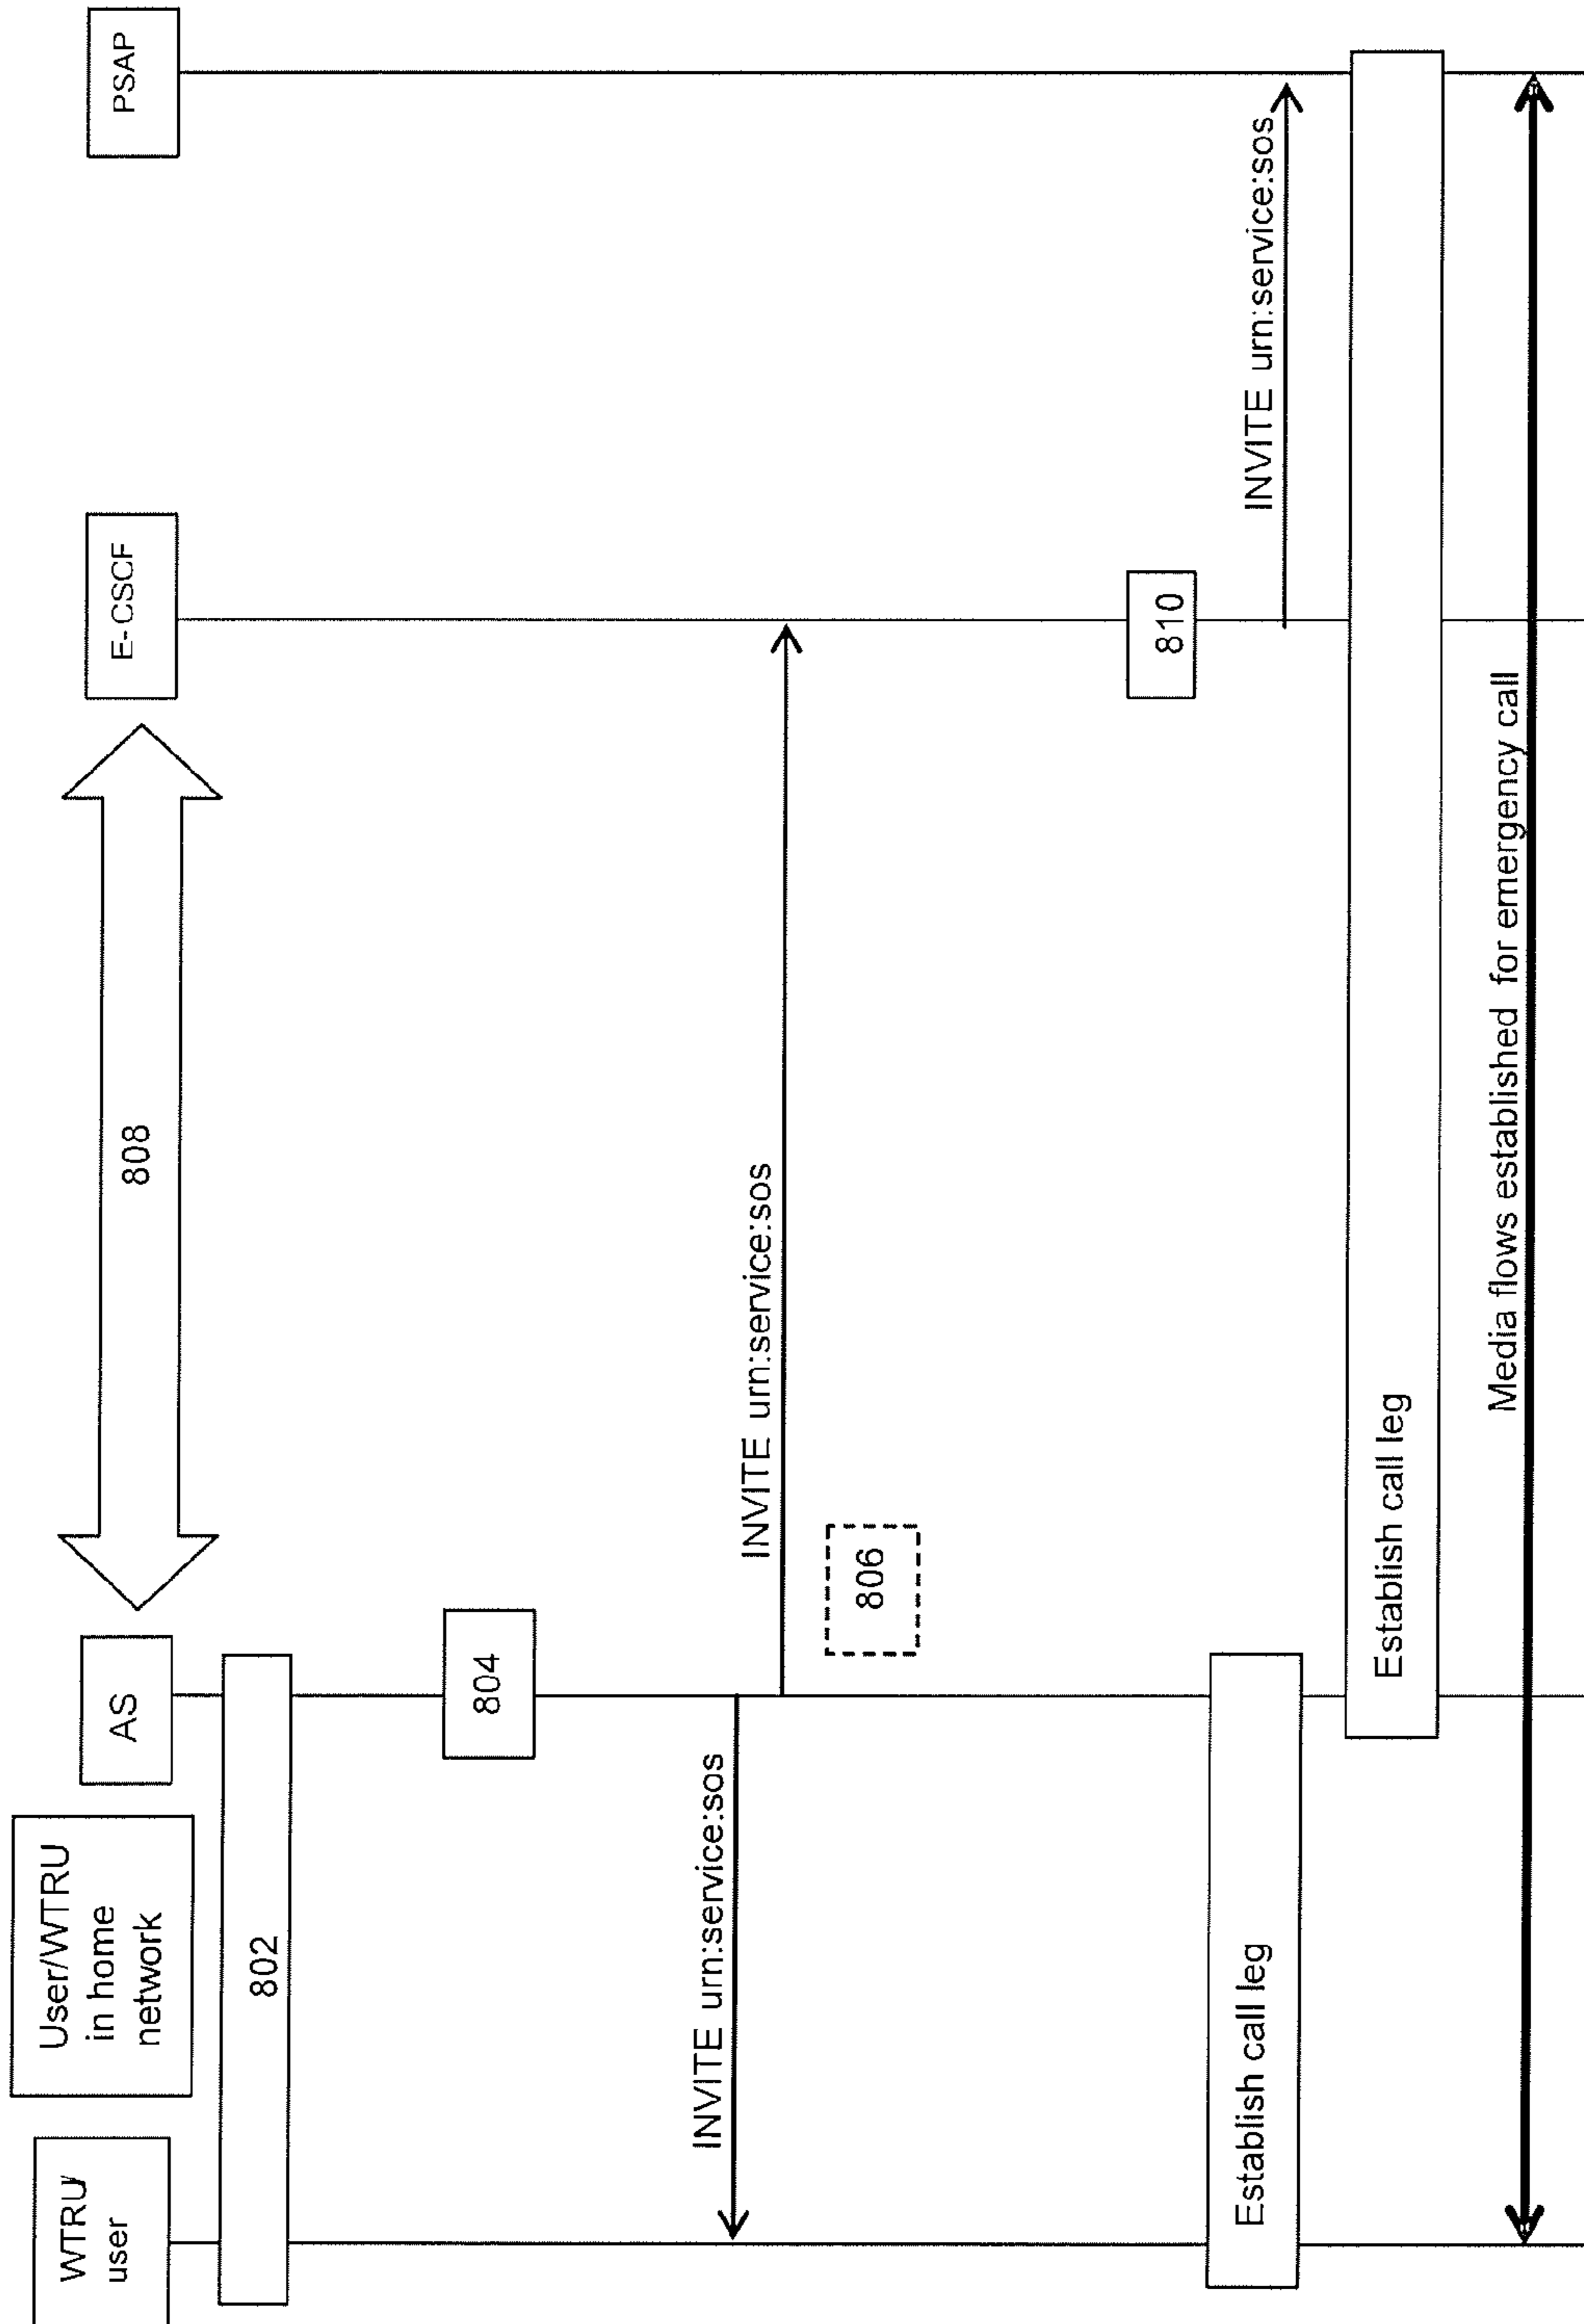 WTRU/
user
User/WTRU
in home
network
AS
808
E-CSCF
PSAP
802
804
INVITE urn:service:sos
INVITE urn:service:sos
806
810
Establish call leg
INVITE urn:service:sos
Establish call leg
Media flows established for emergency call